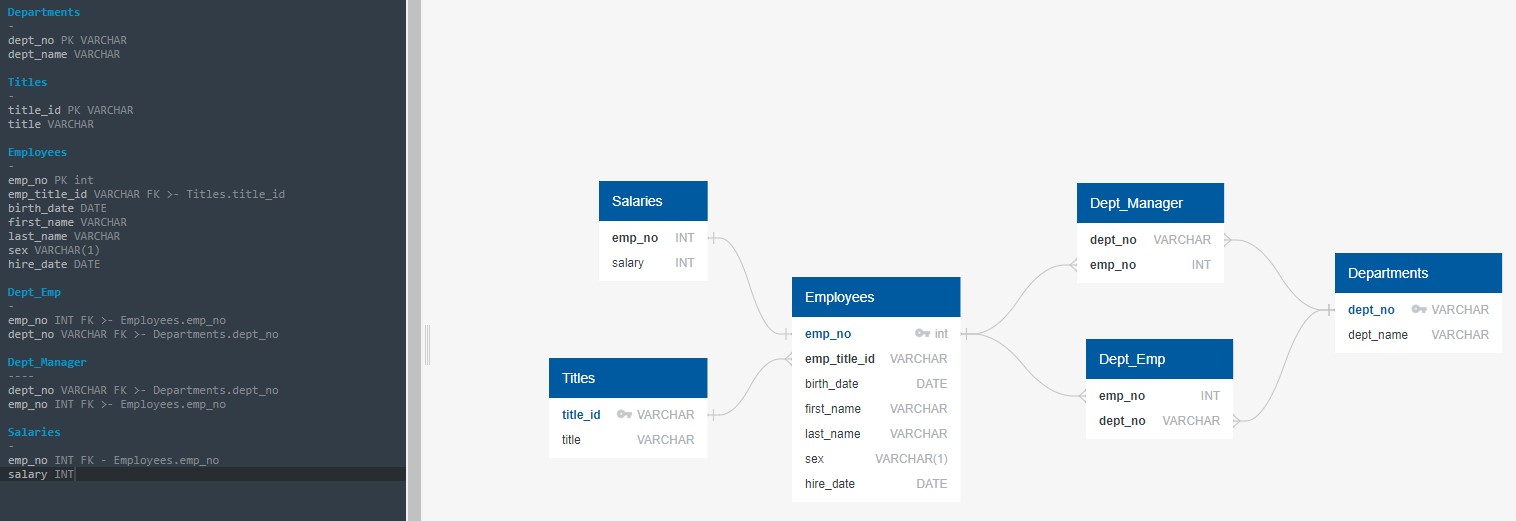 Departments
-
dept_no PK VARCHAR
dept_name VARCHAR
Titles
-
title_id PK VARCHAR
title VARCHAR
Employees
-
emp_no PK int
emp_title_id VARCHAR FK >- Titles.title_id
birth_date DATE
first_name VARCHAR
last_name VARCHAR
sex VARCHAR(1)
hire_date DATE
Dept_Emp
-
emp_no INT FK >- Employees.emp_no
dept_no VARCHAR FK >- Departments.dept_no
Dept_Manager
----
dept_no VARCHAR FK >- Departments.dept_no
emp_no INT FK >- Employees.emp_no
Salaries
-
emp_no INT FK - Employees.emp_no
salary INT
Salaries
emp_no INT
salary INT
Titles
title_id VARCHAR
title VARCHAR
Employees
emp_no int
emp_title_id VARCHAR
birth_date DATE
first_name VARCHAR
last_name VARCHAR
sex VARCHAR(1)
hire_date DATE
Dept_Manager
dept_no VARCHAR
emp_no INT
Dept_Emp
emp_no INT
dept_no VARCHAR
Departments
dept_no VARCHAR
dept_name VARCHAR